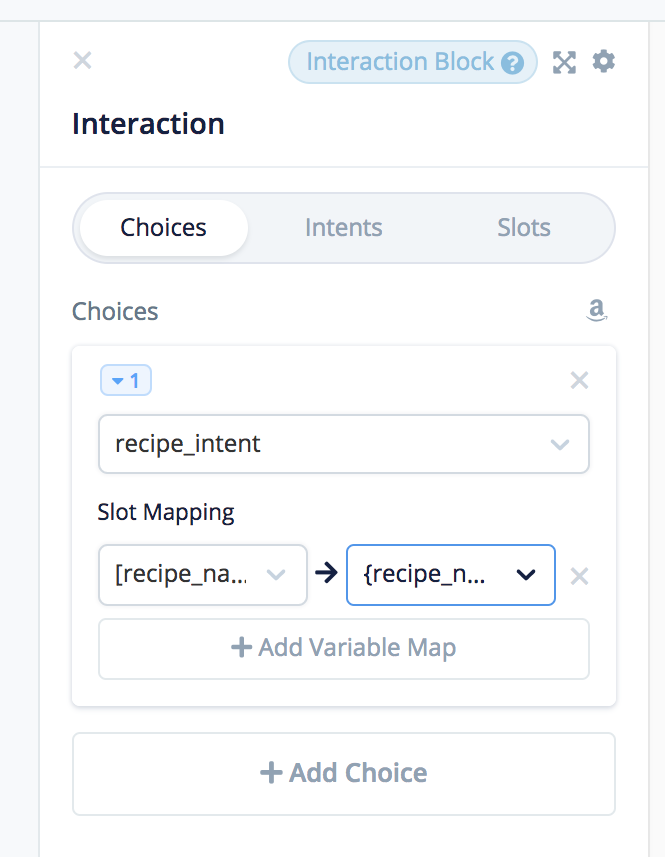 Interaction Block ?
Interaction
Choices Intents Slots
Choices
a
1
recipe_intent
Slot Mapping
[recipe_na... {recipe_n...
Add Variable Map
Add Choice